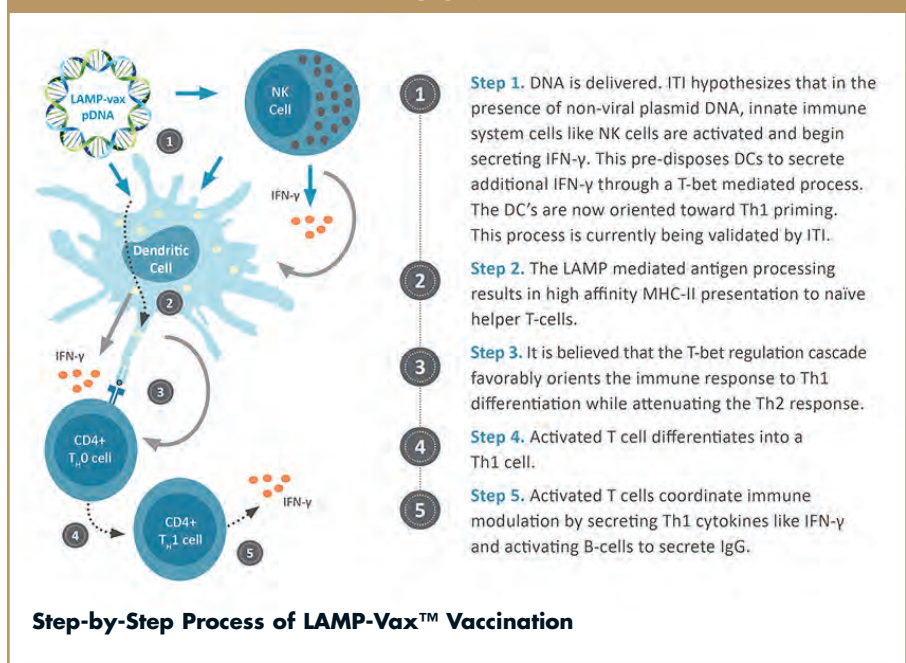 LAMP-vax
pDNA
1
NK
Cell
IFN-γ
Dendritic
Cell
2
IFN-γ
3
CD4+
TH0 cell
4
CD4+
TH1 cell
IFN-γ
5
1
Step 1. DNA is delivered. ITI hypothesizes that in the
presence of non-viral plasmid DNA, innate immune
system cells like NK cells are activated and begin
secreting IFN-γ. This pre-disposes DCs to secrete
additional IFN-γ through a T-bet mediated process.
The DC's are now oriented toward Th1 priming.
This process is currently being validated by ITI.
2
Step 2. The LAMP mediated antigen processing
results in high affinity MHC-II presentation to naïve
helper T-cells.
3
Step 3. It is believed that the T-bet regulation cascade
favorably orients the immune response to Th1
differentiation while attenuating the Th2 response.
4
Step 4. Activated T cell differentiates into a
Th1 cell.
5
Step 5. Activated T cells coordinate immune
modulation by secreting Th1 cytokines like IFN-γ
and activating B-cells to secrete IgG.
Step-by-Step Process of LAMP-Vax™ Vaccination